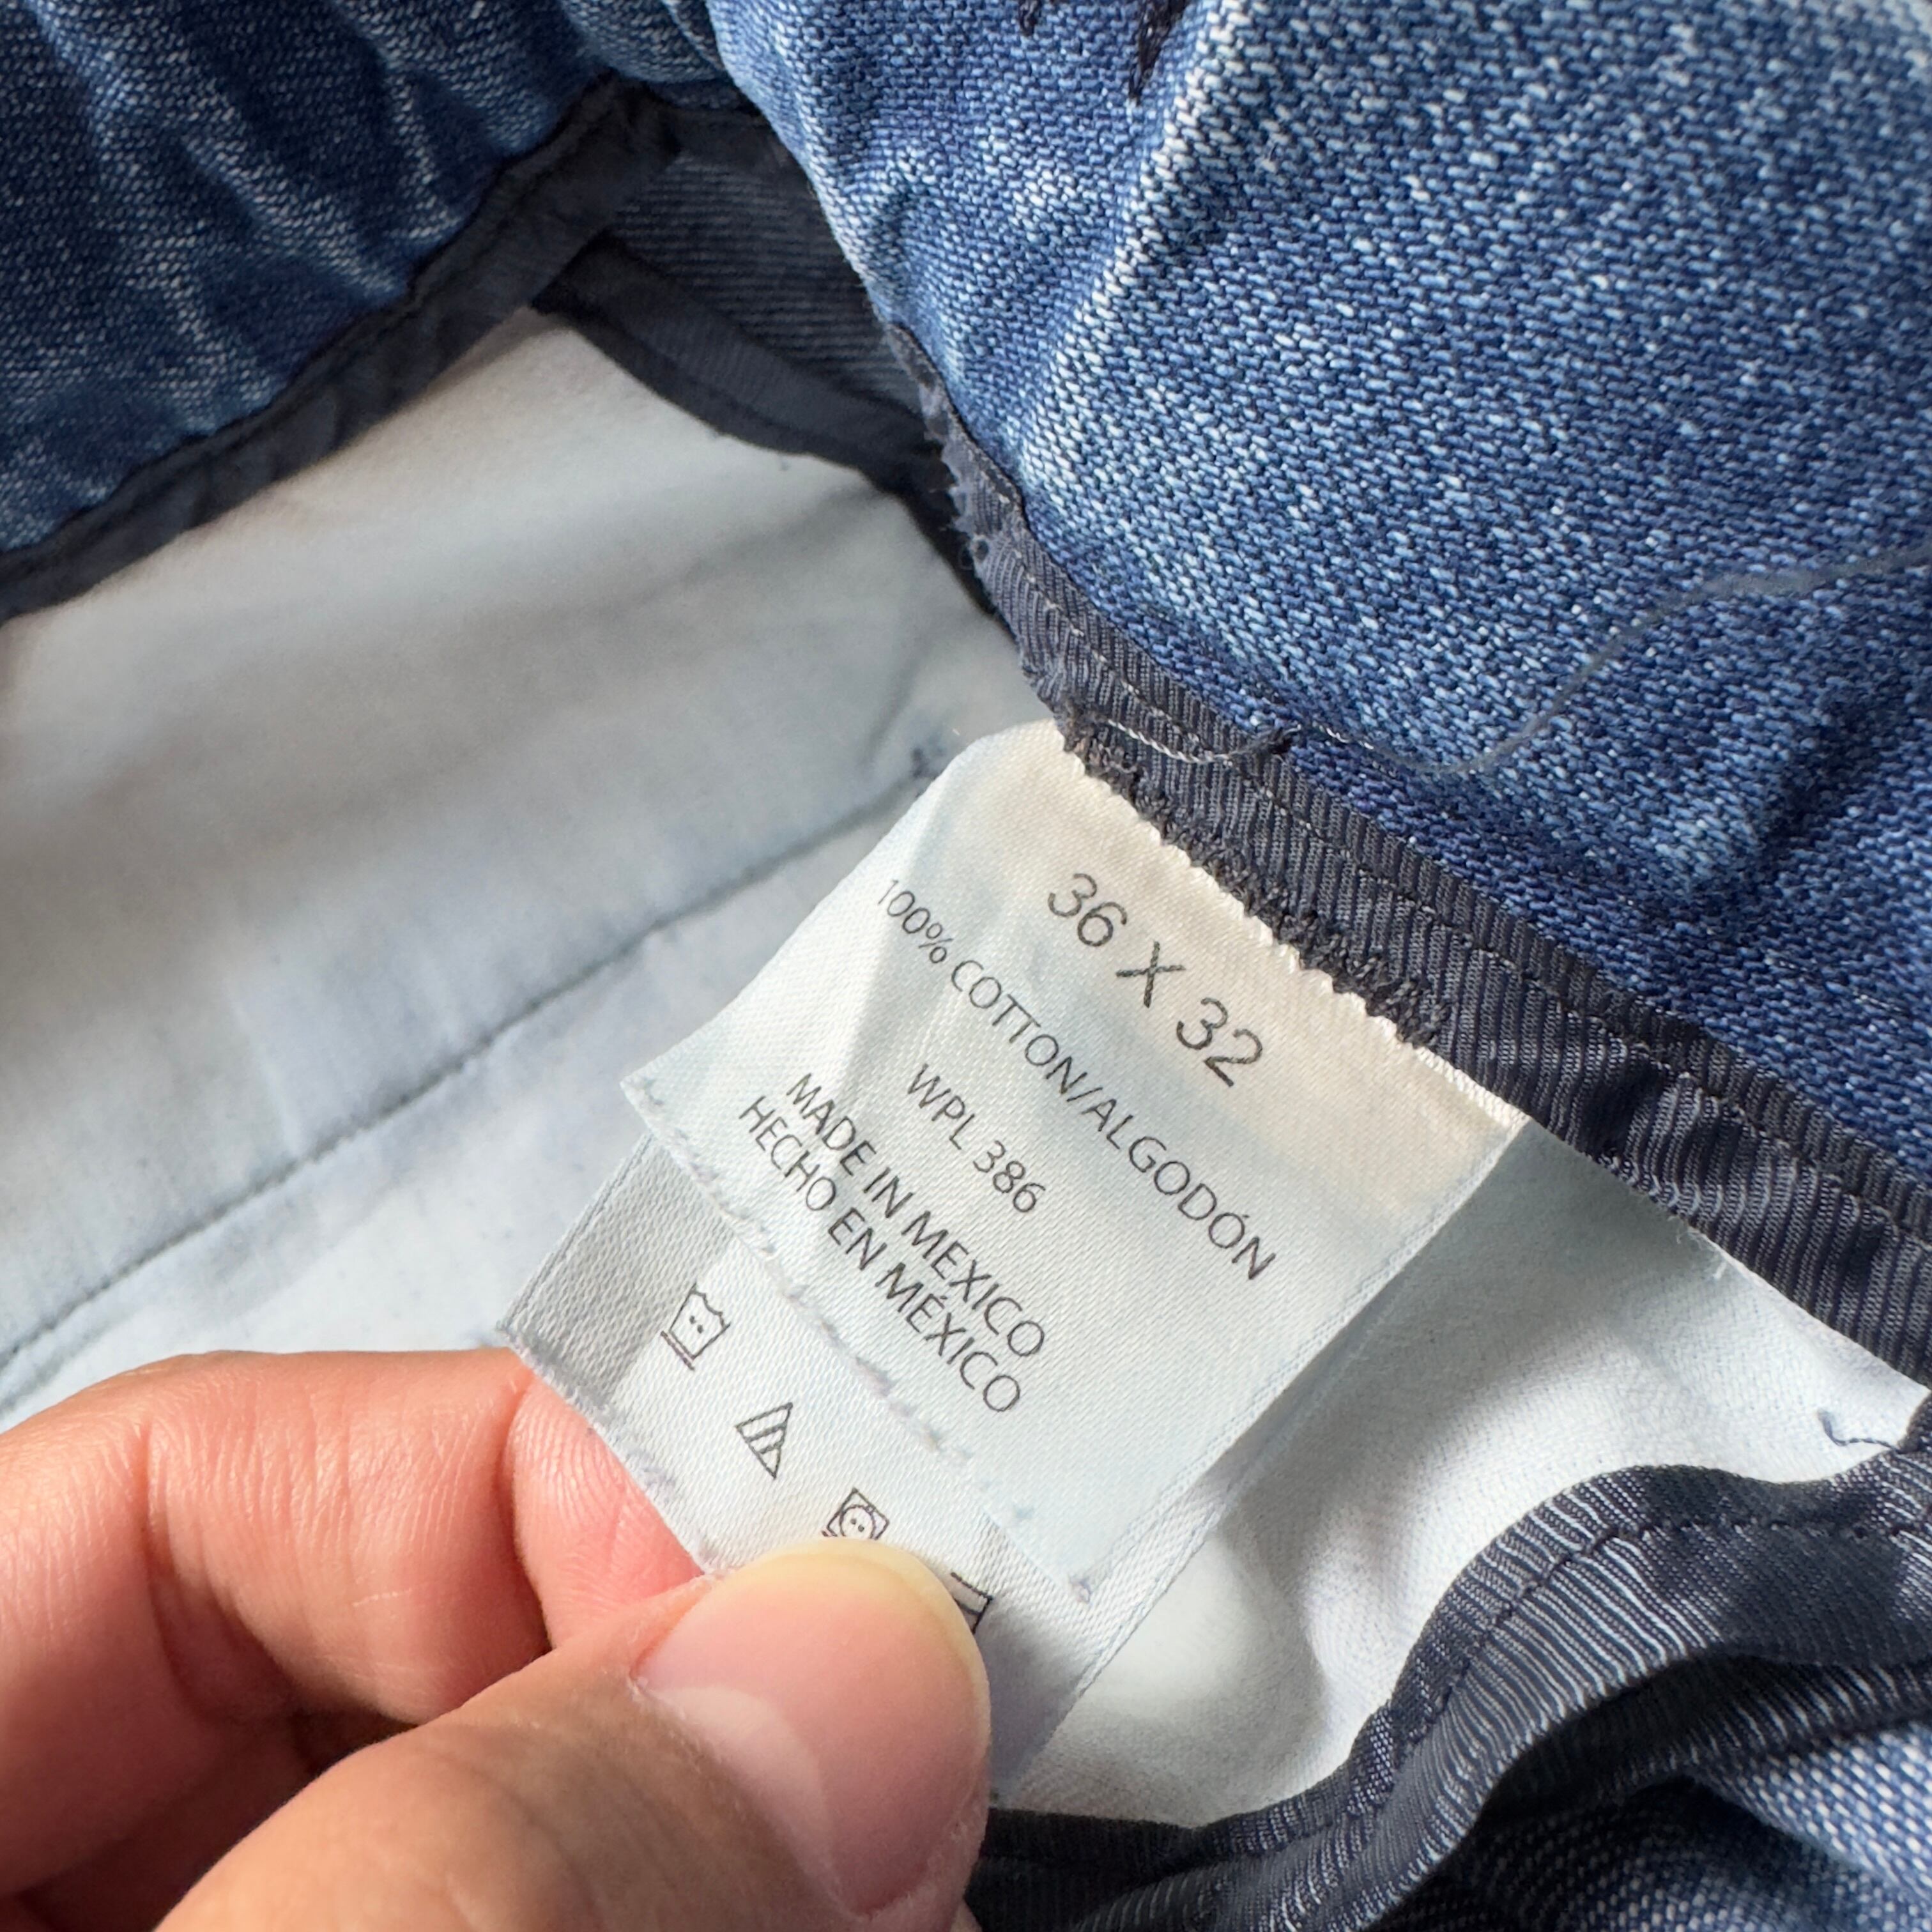 36 X 32
100% COTTON/ALGODÓN
WPL 386
MADE IN MEXICO
HECHO EN MÉXICO